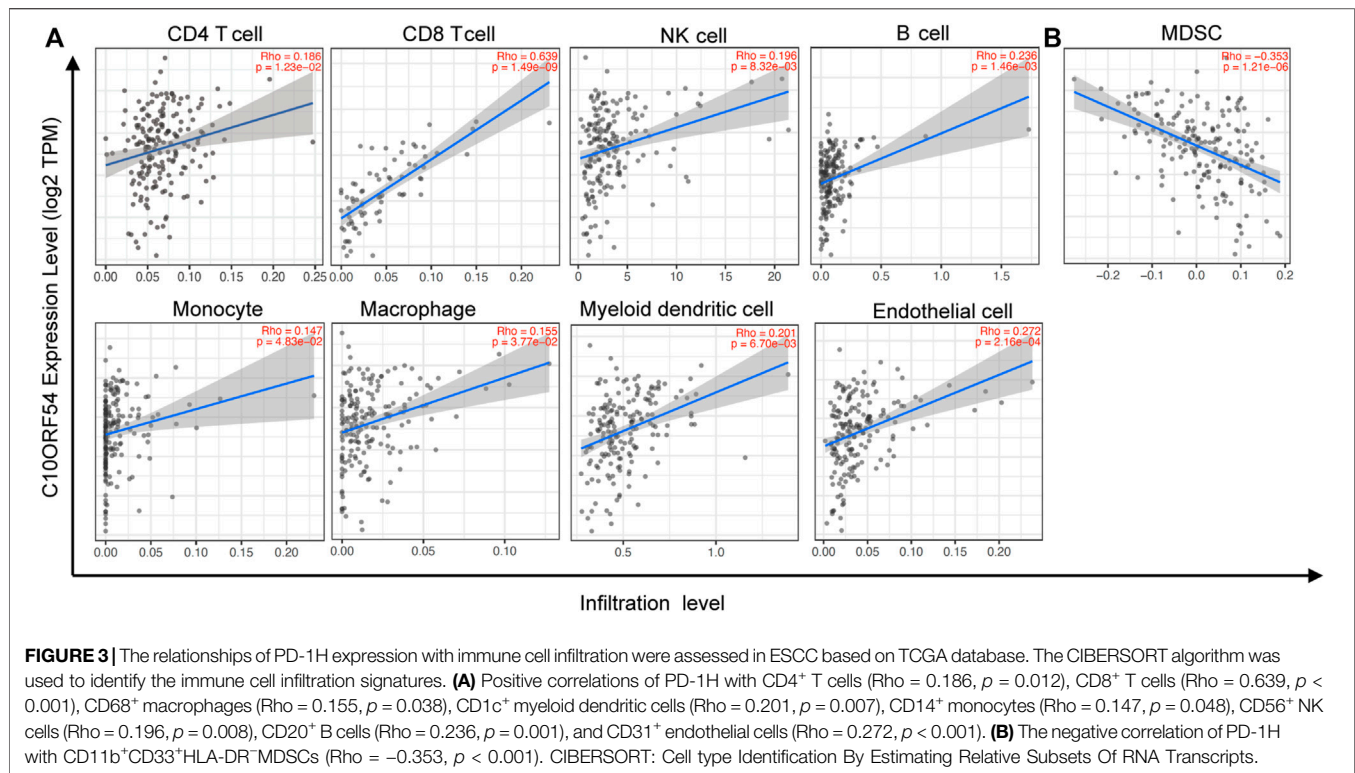 A
CD4 T cell
Rho = 0.186
p = 1.23e-02
0.00 0.05 0.10 0.15 0.20 0.25
CD8 T cell
Rho = 0.639
p = 1.49e-09
0.00 0.05 0.10 0.15 0.20
NK cell
Rho = 0.196
p = 8.32e-03
0 5 10 15 20
B cell
Rho = 0.236
p = 1.46e-03
0.0 0.5 1.0 1.5
B
MDSC
Rho = −0.353
p = 1.21e-06
-0.2 -0.1 0.0 0.1 0.2
C10ORF54 Expression Level (log2 TPM)
Monocyte
Rho = 0.147
p = 4.83e-02
0.00 0.05 0.10 0.15 0.20
Macrophage
Rho = 0.155
p = 3.77e-02
0.00 0.05 0.10
Myeloid dendritic cell
Rho = 0.201
p = 6.70e-03
0.5 1.0
Endothelial cell
Rho = 0.272
p = 2.16e-04
0.00 0.05 0.10 0.15 0.20
Infiltration level
FIGURE 3 | The relationships of PD-1H expression with immune cell infiltration were assessed in ESCC based on TCGA database. The CIBERSORT algorithm was
used to identify the immune cell infiltration signatures. (A) Positive correlations of PD-1H with CD4⁺ T cells (Rho = 0.186, p = 0.012), CD8⁺ T cells (Rho = 0.639, p <
0.001), CD68⁺ macrophages (Rho = 0.155, p = 0.038), CD1c⁺ myeloid dendritic cells (Rho = 0.201, p = 0.007), CD14⁺ monocytes (Rho = 0.147, p = 0.048), CD56⁺ NK
cells (Rho = 0.196, p = 0.008), CD20⁺ B cells (Rho = 0.236, p = 0.001), and CD31⁺ endothelial cells (Rho = 0.272, p < 0.001). (B) The negative correlation of PD-1H
with CD11b⁺CD33⁺HLA-DR⁻MDSCs (Rho = −0.353, p < 0.001). CIBERSORT: Cell type Identification By Estimating Relative Subsets Of RNA Transcripts.